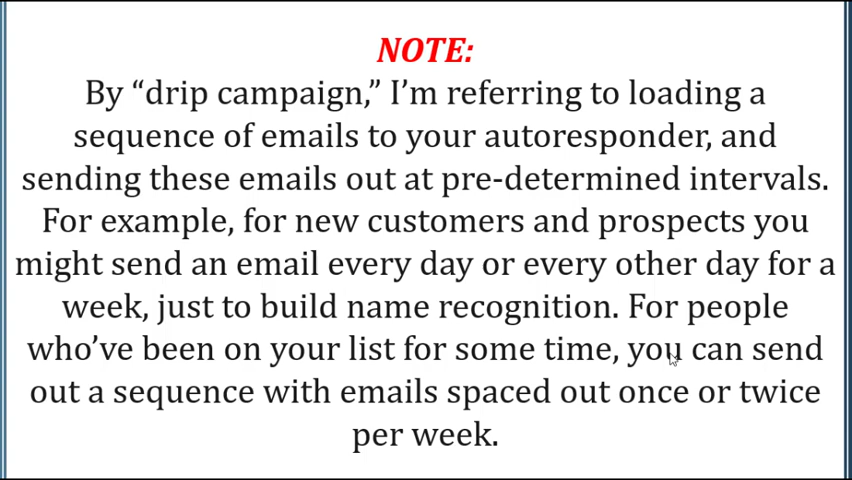 NOTE:
By “drip campaign,” I’m referring to loading a
sequence of emails to your autoresponder, and
sending these emails out at pre-determined intervals.
For example, for new customers and prospects you
might send an email every day or every other day for a
week, just to build name recognition. For people
who’ve been on your list for some time, you can send
out a sequence with emails spaced out once or twice
per week.